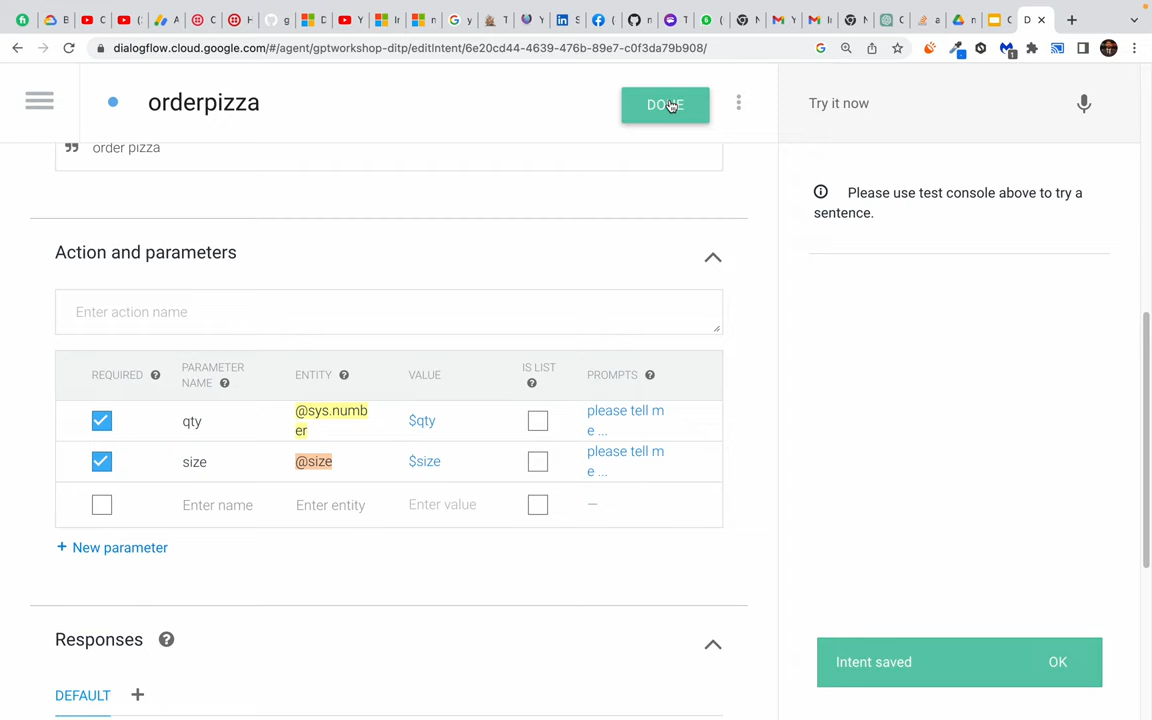 dialogflow.cloud.google.com/#/agent/gptworkshop-ditp/editIntent/6e20cd44-4639-476b-89e7-c0f3da79b908/
orderpizza
DONE
Try it now
order pizza
Please use test console above to try a
sentence.
Action and parameters
Enter action name
REQUIRED
PARAMETER
NAME
ENTITY
VALUE
IS LIST
PROMPTS
qty
@sys.numb
er
$qty
please tell m
e ...
size
@size
$size
please tell m
e ...
Enter name
Enter entity
Enter value
—
+ New parameter
Responses
DEFAULT
Intent saved
OK